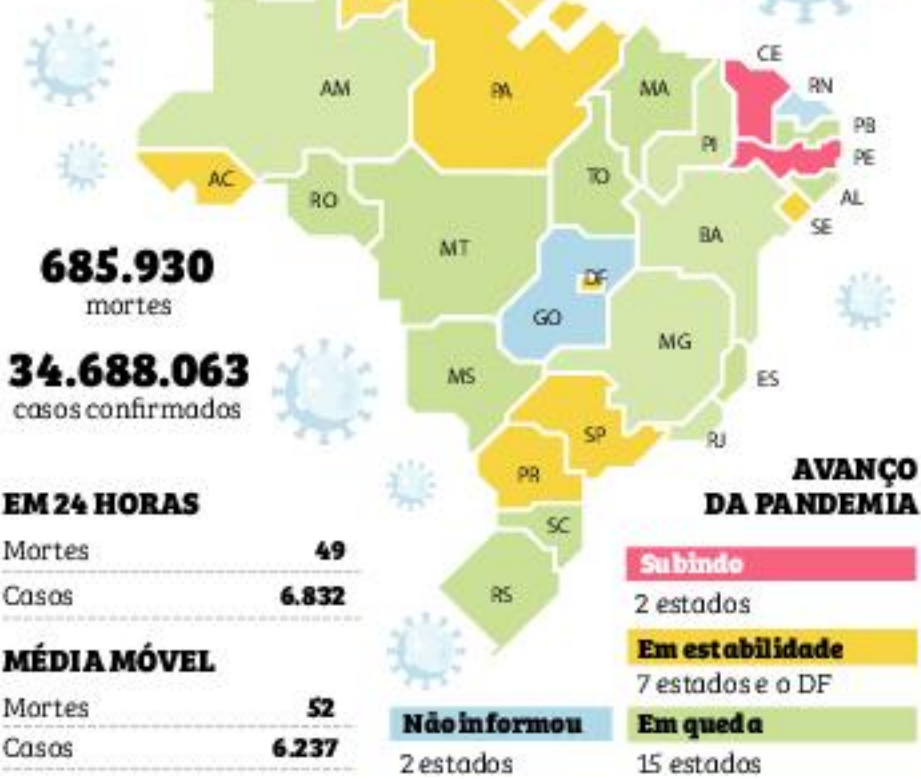 CE
RN
AM
PA
MA
PB
PI
PE
AC
TO
AL
RO
SE
BA
MT
DF
GO
MG
MS
ES
SP
RJ
PR
SC
RS
685.930
mortes
34.688.063
casos confirmados
EM 24 HORAS
Mortes 49
Casos 6.832
MÉDIA MÓVEL
Mortes 52
Casos 6.237
AVANÇO
DA PANDEMIA
Subindo
2 estados
Em estabilidade
7 estados e o DF
Não informou
2 estados
Em queda
15 estados